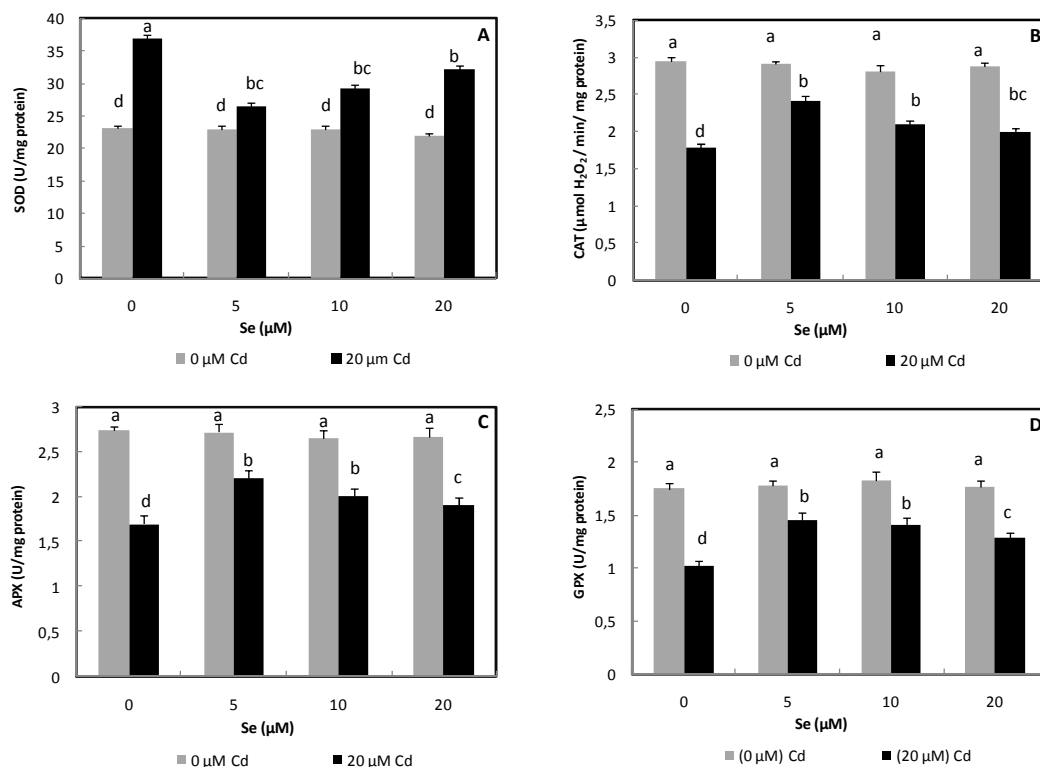 A
SOD (U/mg protein)
40
35
30
25
20
15
10
5
0
d a
d bc
d bc
d b
0 5 10 20
Se (µM)
0 µM Cd 20 µm Cd
B
CAT (µmol H₂O₂/ min/ mg protein)
3,5
3
2,5
2
1,5
1
0,5
0
a d
a b
a b
a bc
0 5 10 20
Se (µM)
0 µM Cd 20 µM Cd
C
APX (U/mg protein)
3
2,5
2
1,5
1
0,5
0
a d
a b
a b
a c
0 5 10 20
Se (µM)
0 µM Cd 20 µM Cd
D
GPX (U/mg protein)
2,5
2
1,5
1
0,5
0
a d
a b
a b
a c
0 5 10 20
Se (µM)
(0 µM) Cd (20 µM) Cd